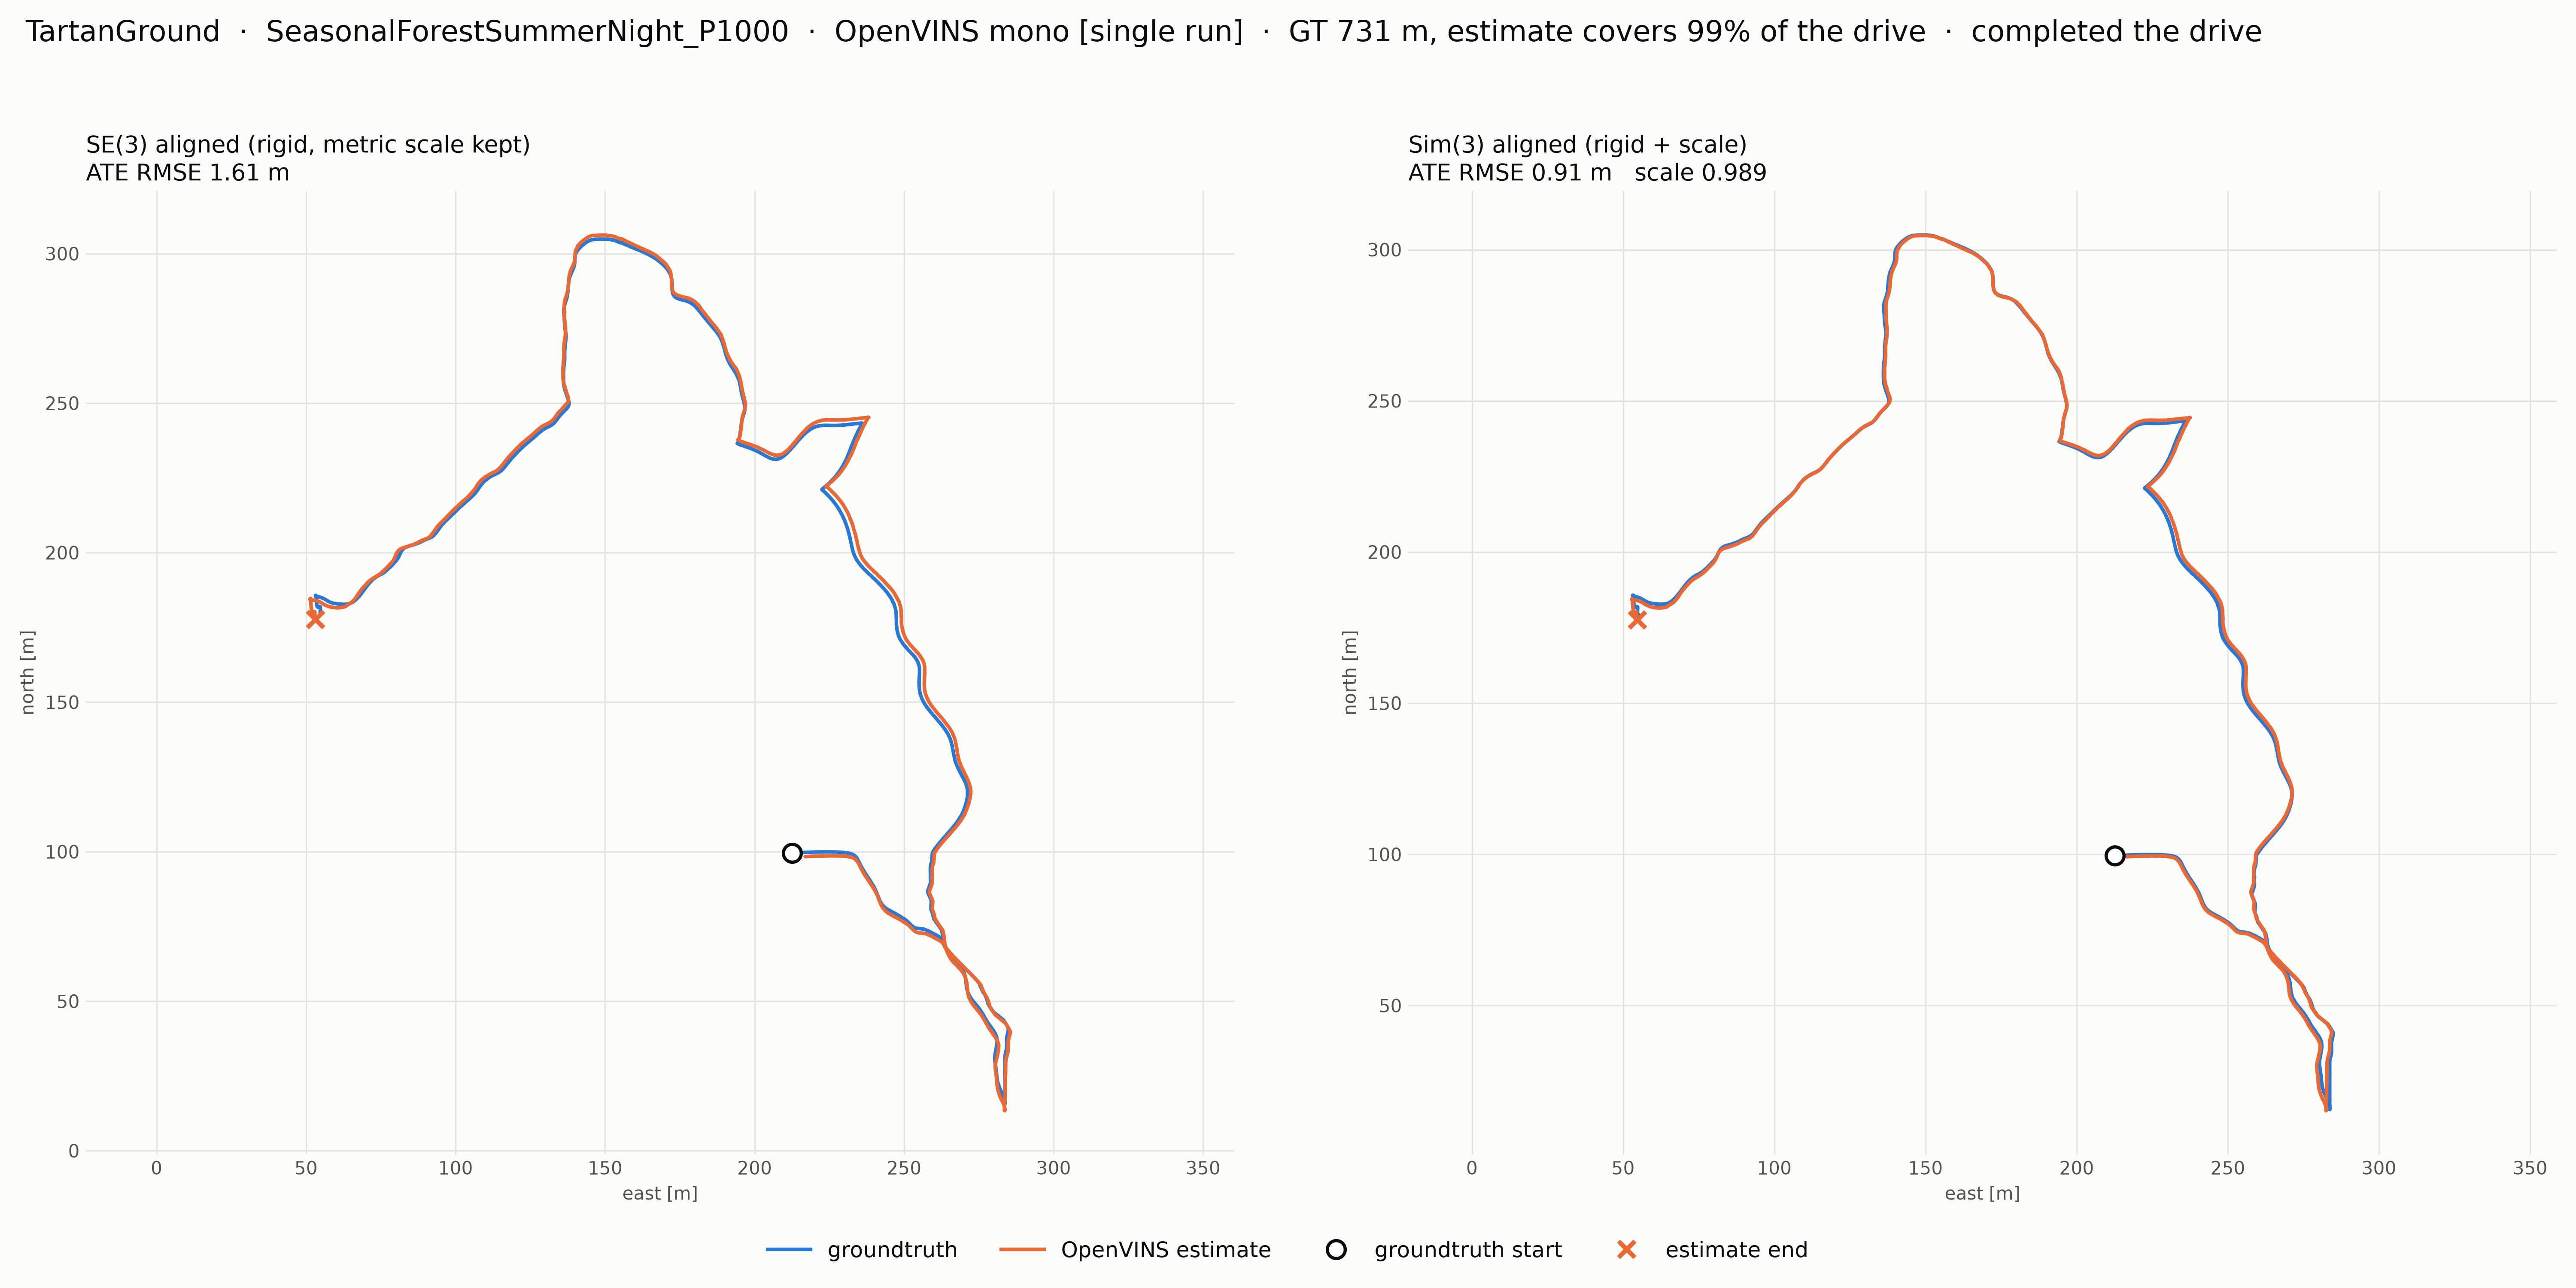 TartanGround · SeasonalForestSummerNight_P1000 · OpenVINS mono [single run] · GT 731 m, estimate covers 99% of the drive · completed the drive
SE(3) aligned (rigid, metric scale kept)
ATE RMSE 1.61 m
300
250
200
150
100
50
0
north [m]
0 50 100 150 200 250 300 350
east [m]
Sim(3) aligned (rigid + scale)
ATE RMSE 0.91 m scale 0.989
300
250
200
150
100
50
north [m]
0 50 100 150 200 250 300 350
east [m]
groundtruth OpenVINS estimate groundtruth start estimate end